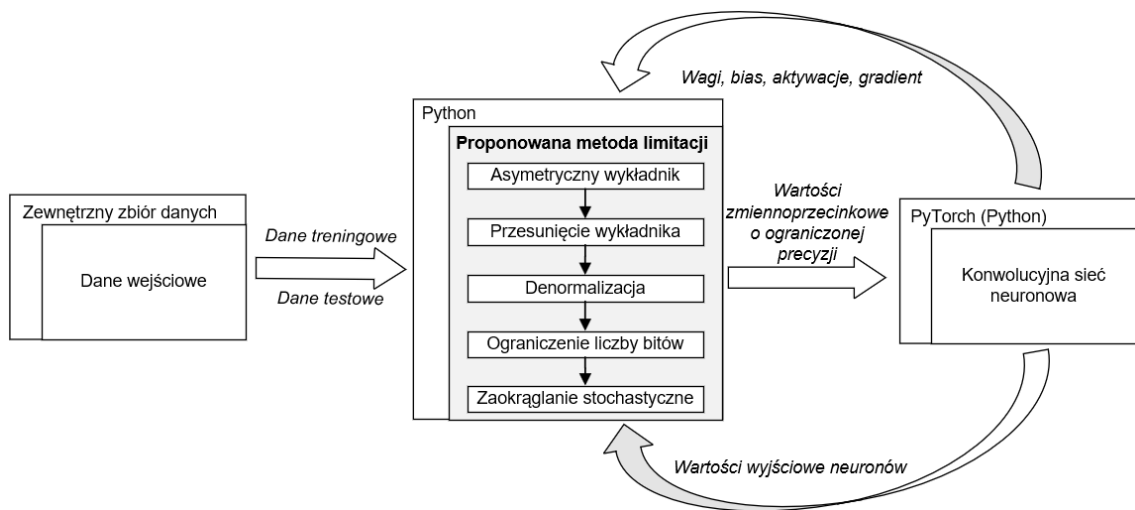 Wagi, bias, aktywacje, gradient
Python
Proponowana metoda limitacji
Asymetryczny wykładnik
Przesunięcie wykładnika
Denormalizacja
Ograniczenie liczby bitów
Zaokrąglanie stochastyczne
Zewnętrzny zbiór danych
Dane wejściowe
Dane treningowe
Dane testowe
Wartości
zmiennoprzecinkowe
o ograniczonej
precyzji
PyTorch (Python)
Konwolucyjna sieć
neuronowa
Wartości wyjściowe neuronów